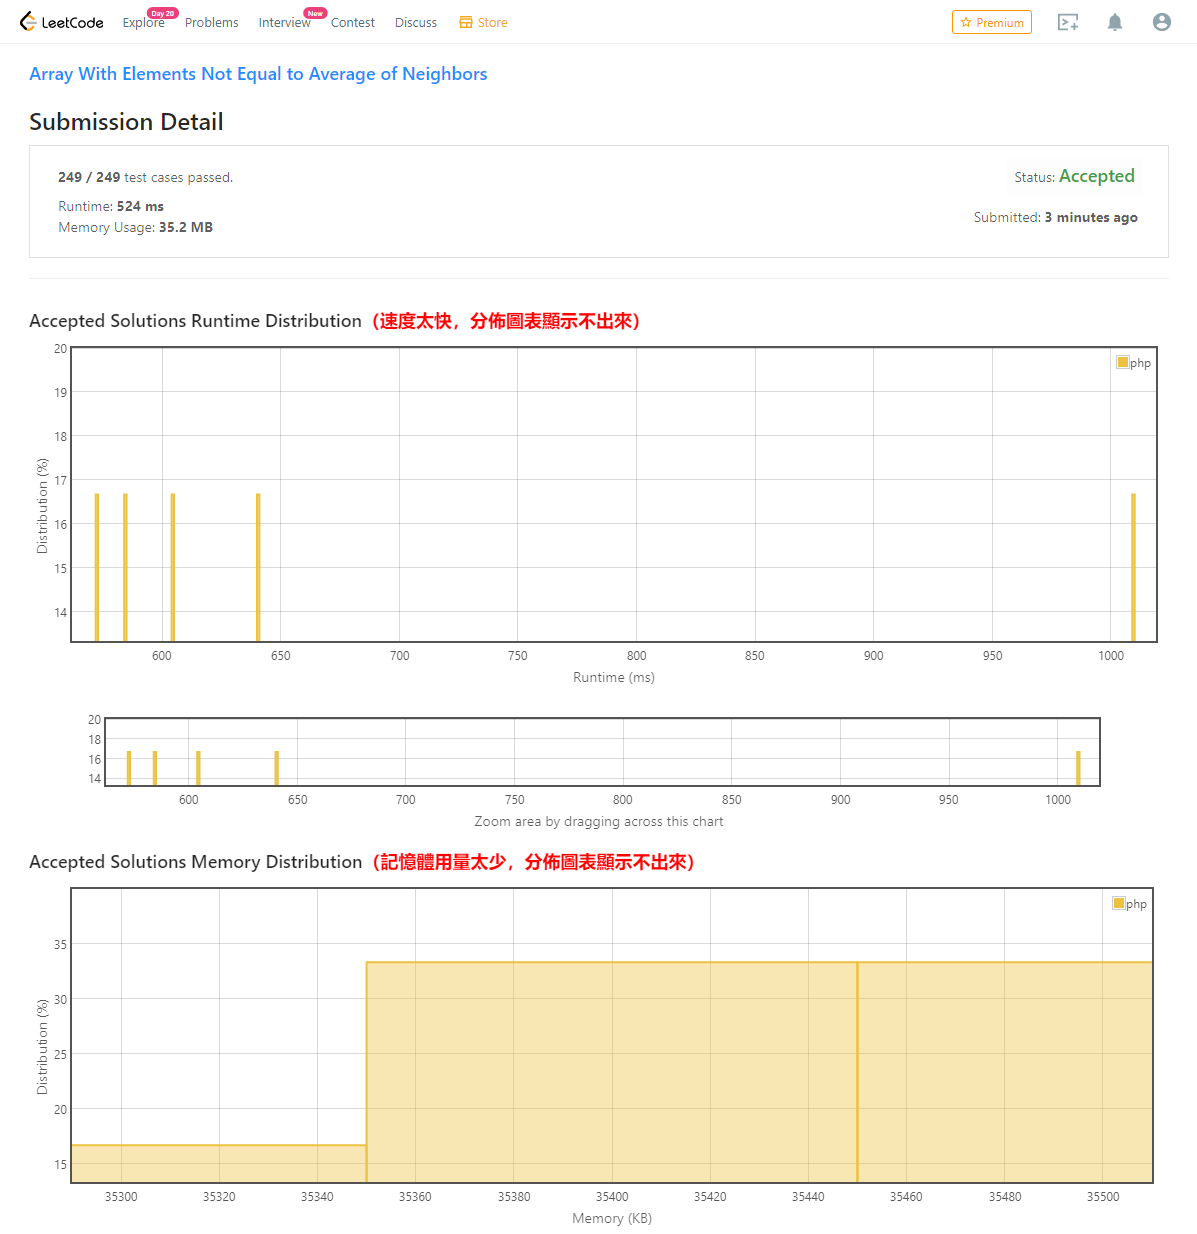 LeetCode
Explore Day 20 Problems Interview New Contest Discuss Store Premium
Array With Elements Not Equal to Average of Neighbors
Submission Detail
249 / 249 test cases passed.
Status: Accepted
Runtime: 524 ms
Memory Usage: 35.2 MB
Submitted: 3 minutes ago
Accepted Solutions Runtime Distribution (速度太快，分佈圖表顯示不出來)
20
php
19
18
17
16
15
14
Distribution (%)
600 650 700 750 800 850 900 950 1000
Runtime (ms)
20
18
16
14
600 650 700 750 800 850 900 950 1000
Zoom area by dragging across this chart
Accepted Solutions Memory Distribution (記憶體用量太少，分佈圖表顯示不出來)
php
35
30
25
20
15
Distribution (%)
35300 35320 35340 35360 35380 35400 35420 35440 35460 35480 35500
Memory (KB)